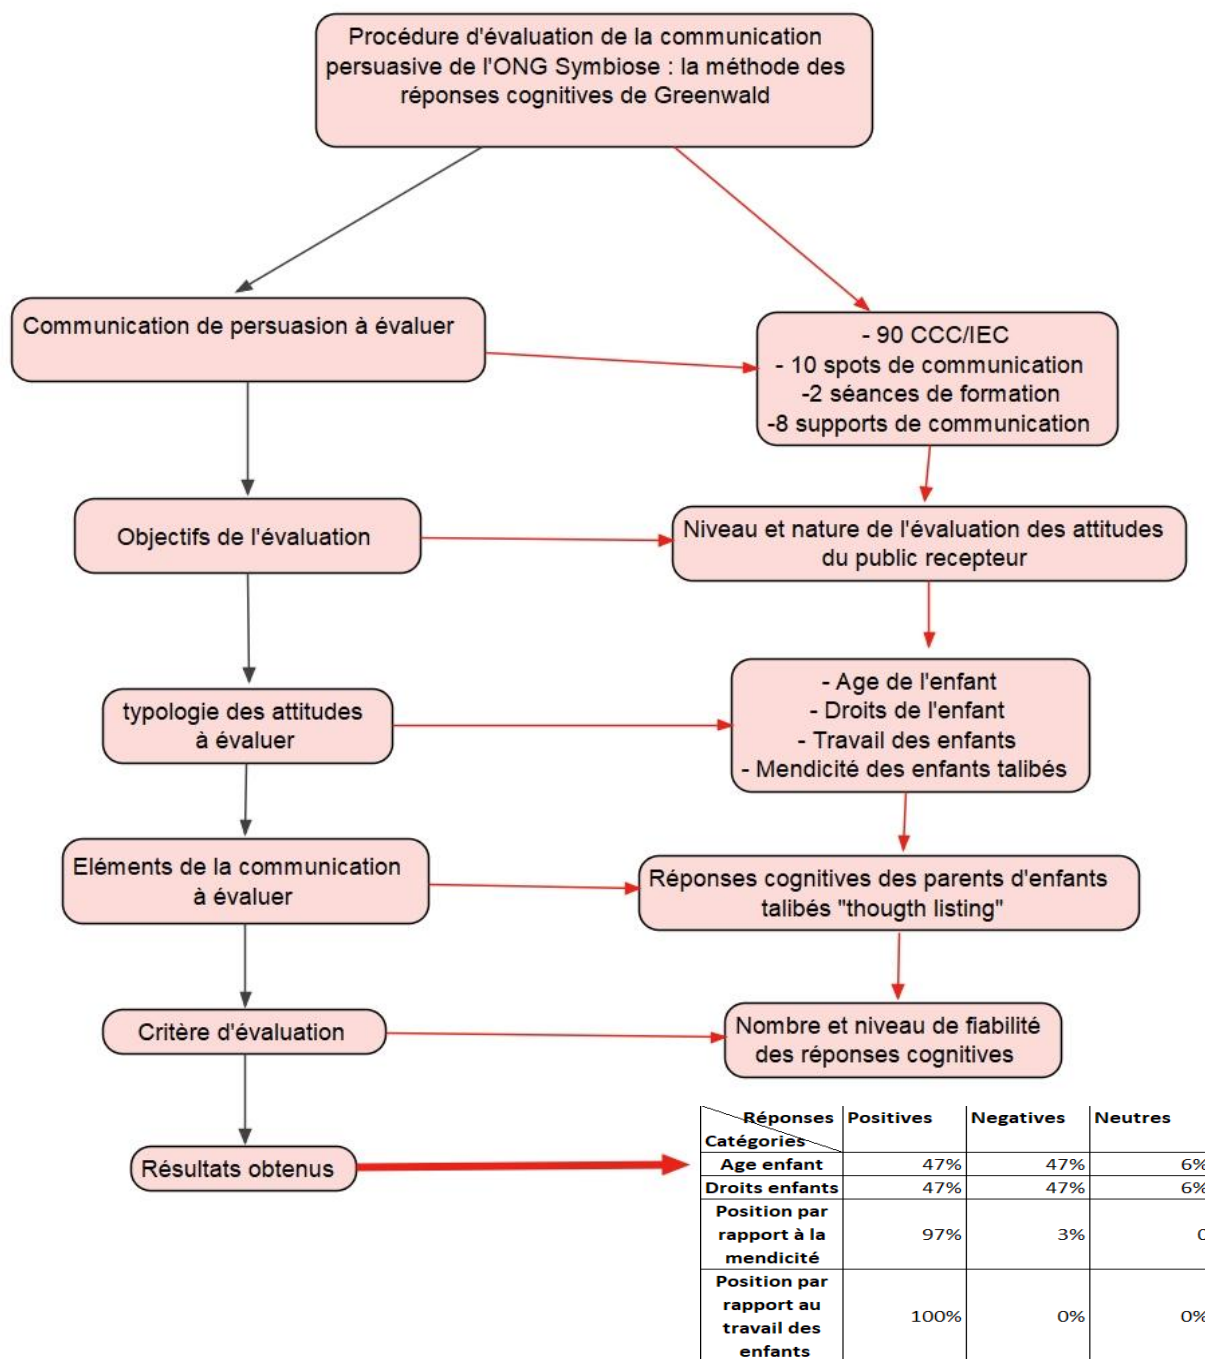 Procédure d'évaluation de la communication
persuasive de l'ONG Symbiose : la méthode des
réponses cognitives de Greenwald
Communication de persuasion à évaluer
- 90 CCC/IEC
- 10 spots de communication
-2 séances de formation
-8 supports de communication
Objectifs de l'évaluation
Niveau et nature de l'évaluation des attitudes
du public recepteur
typologie des attitudes
à évaluer
- Age de l'enfant
- Droits de l'enfant
- Travail des enfants
- Mendicité des enfants talibés
Eléments de la communication
à évaluer
Réponses cognitives des parents d'enfants
talibés "thougth listing"
Critère d'évaluation
Nombre et niveau de fiabilité
des réponses cognitives
Résultats obtenus
Réponses Positives Negatives Neutres
Catégories
Age enfant 47% 47% 6%
Droits enfants 47% 47% 6%
Position par
rapport à la 97% 3% 0
mendicité
Position par
rapport au
travail des 100% 0% 0%
enfants